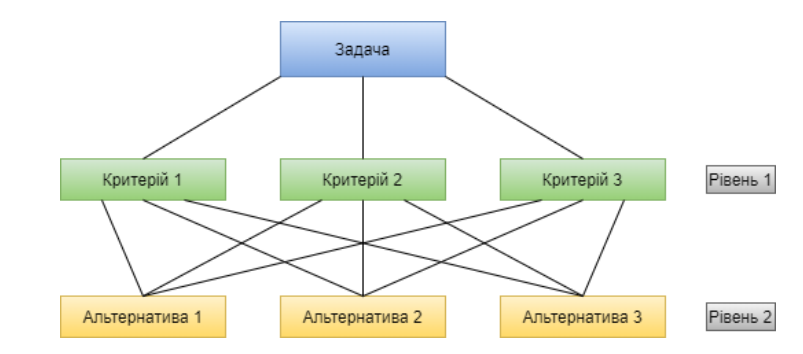 Задача
Критерій 1
Критерій 2
Критерій 3
Рівень 1
Альтернатива 1
Альтернатива 2
Альтернатива 3
Рівень 2